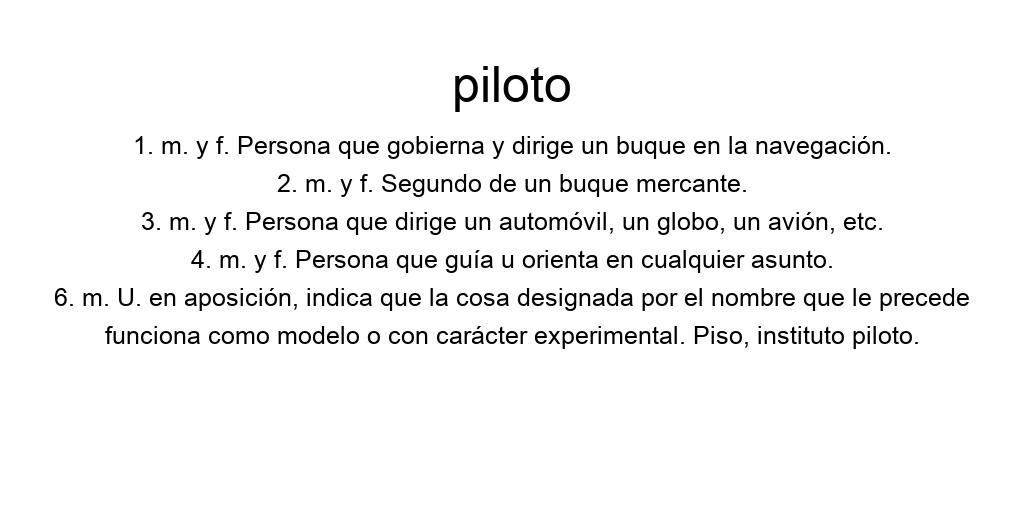 piloto
1. m. y f. Persona que gobierna y dirige un buque en la navegación.
2. m. y f. Segundo de un buque mercante.
3. m. y f. Persona que dirige un automóvil, un globo, un avión, etc.
4. m. y f. Persona que guía u orienta en cualquier asunto.
6. m. U. en aposición, indica que la cosa designada por el nombre que le precede
funciona como modelo o con carácter experimental. Piso, instituto piloto.